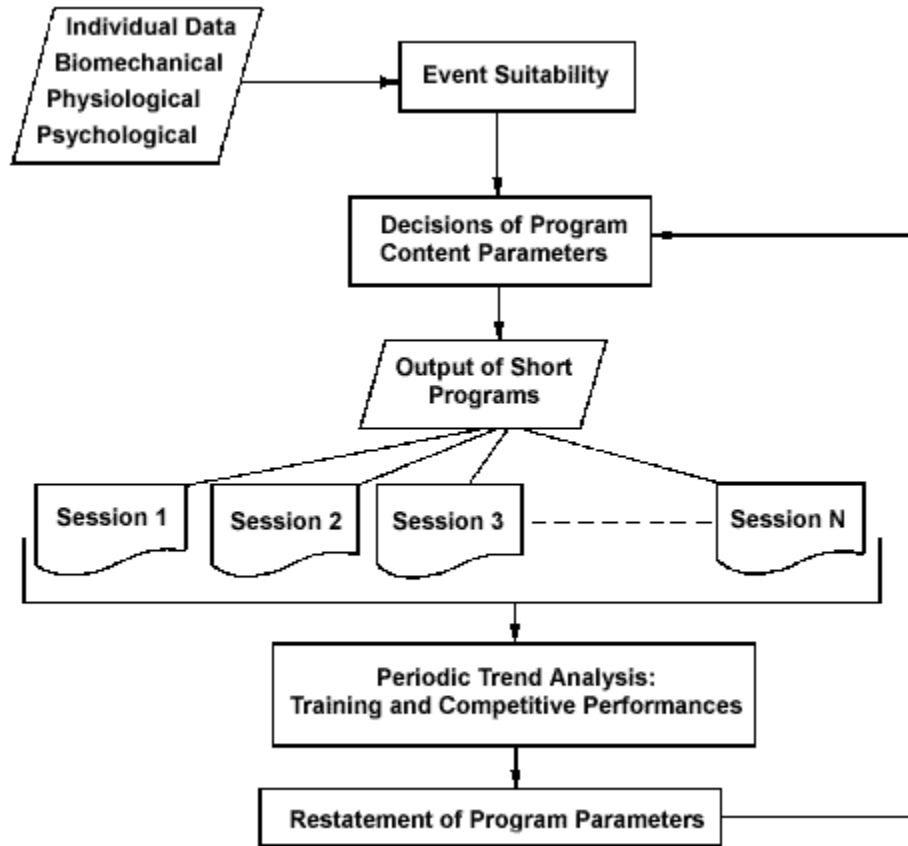 Individual Data
Biomechanical
Physiological
Psychological
Event Suitability
Decisions of Program
Content Parameters
Output of Short
Programs
Session 1
Session 2
Session 3
Session N
Periodic Trend Analysis:
Training and Competitive Performances
Restatement of Program Parameters